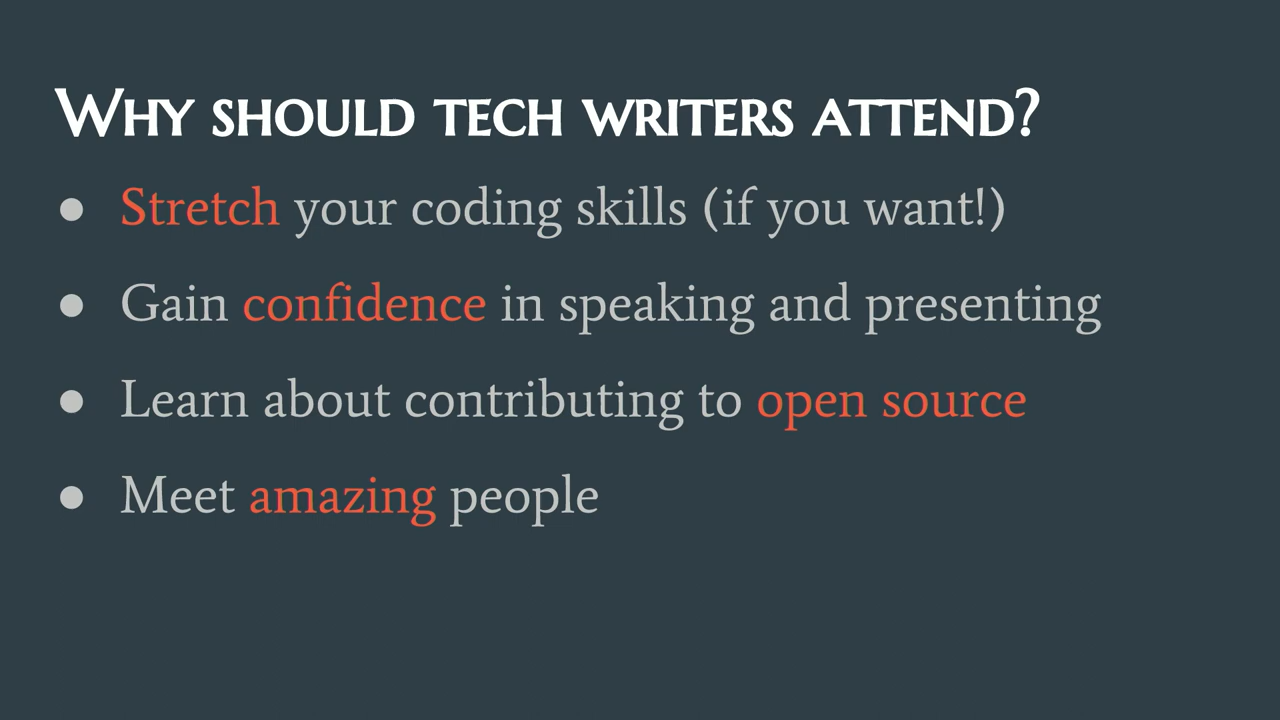 Why should tech writers attend?
● Stretch your coding skills (if you want!)
● Gain confidence in speaking and presenting
● Learn about contributing to open source
● Meet amazing people